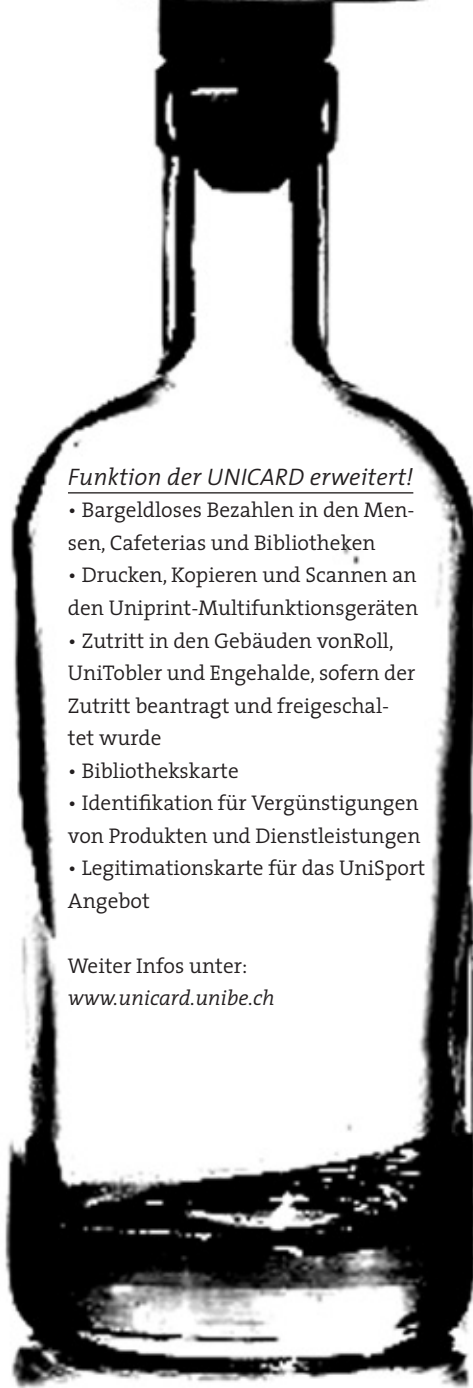 Funktion der UNICARD erweitert!
• Bargeldloses Bezahlen in den Men-
sen, Cafeterias und Bibliotheken
• Drucken, Kopieren und Scannen an
den Uniprint-Multifunktionsgeräten
• Zutritt in den Gebäuden vonRoll,
UniTobler und Engehalde, sofern der
Zutritt beantragt und freigeschal-
tet wurde
• Bibliothekskarte
• Identifikation für Vergünstigungen
von Produkten und Dienstleistungen
• Legitimationskarte für das UniSport
Angebot
Weiter Infos unter:
www.unicard.unibe.ch